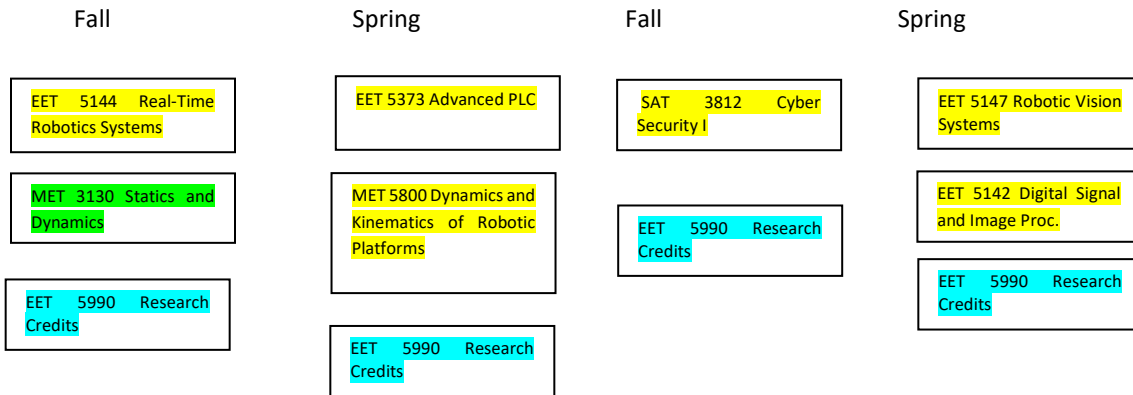 Fall
EET 5144 Real-Time
Robotics Systems
MET 3130 Statics and
Dynamics
EET 5990 Research
Credits
Spring
EET 5373 Advanced PLC
MET 5800 Dynamics and
Kinematics of Robotic
Platforms
EET 5990 Research
Credits
Fall
SAT 3812 Cyber
Security I
EET 5990 Research
Credits
Spring
EET 5147 Robotic Vision
Systems
EET 5142 Digital Signal
and Image Proc.
EET 5990 Research
Credits